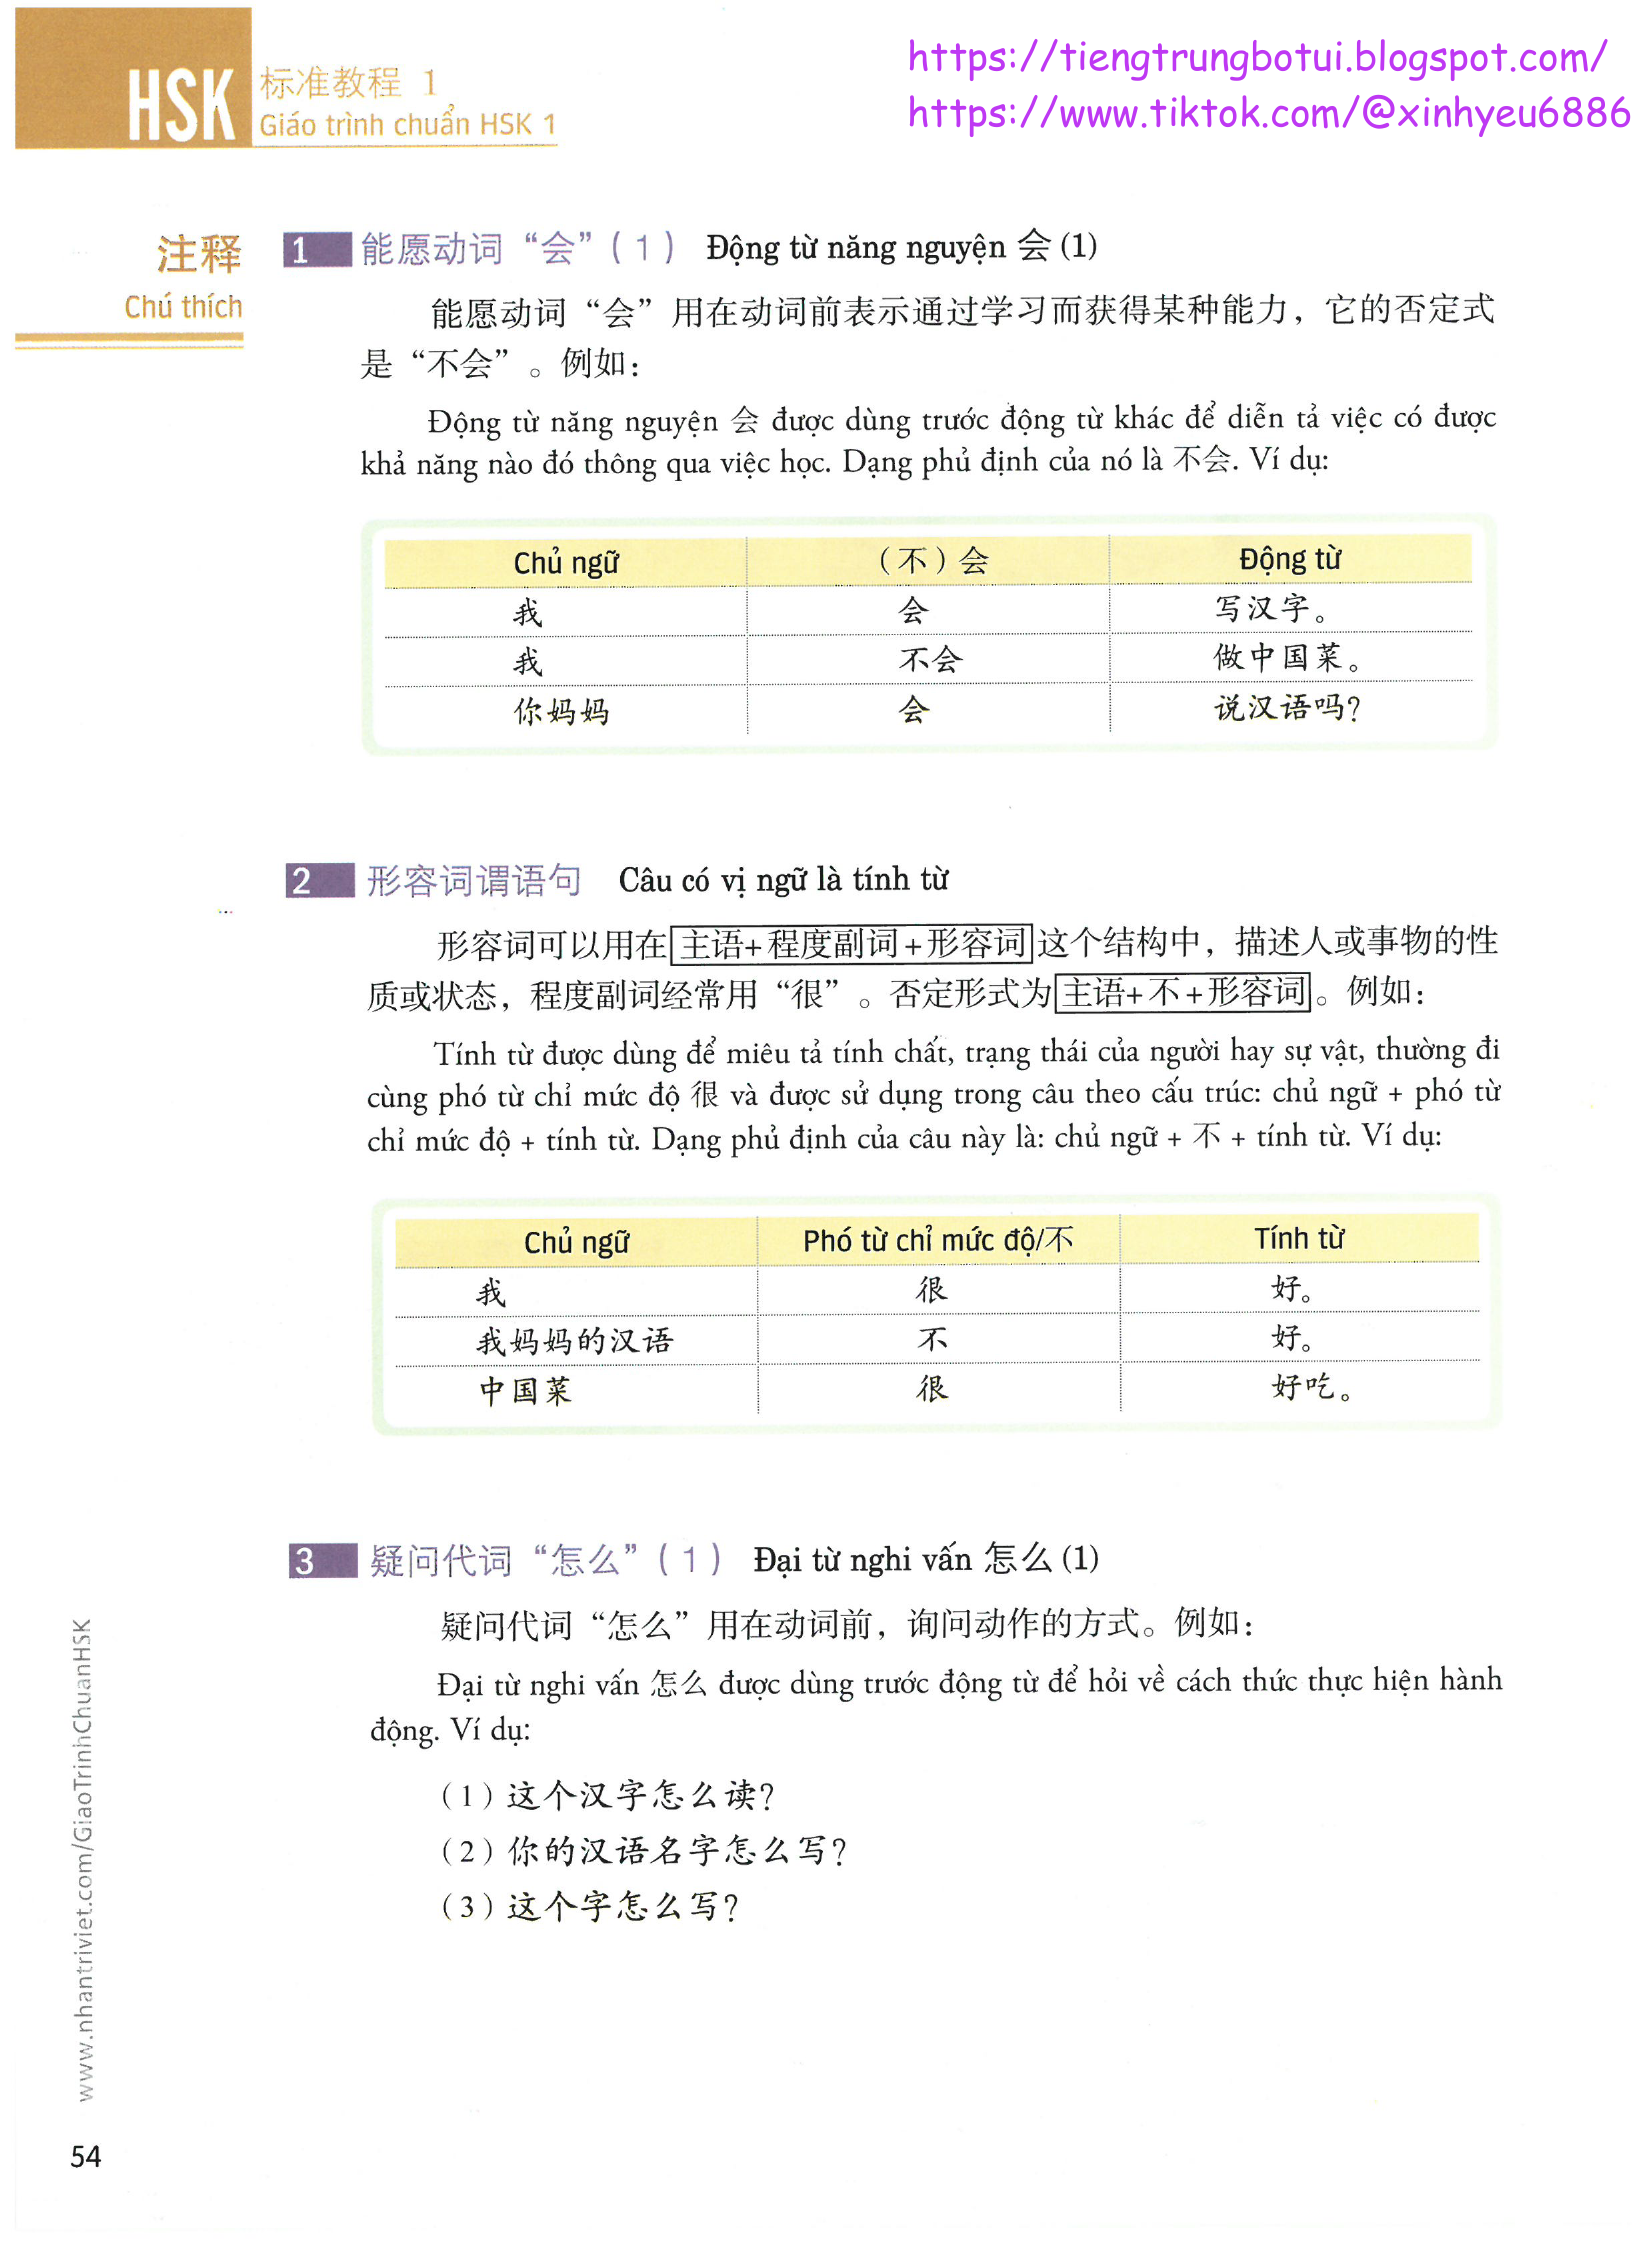 https://tiengtrungbotui.blogspot.com/
https://www.tiktok.com/@xinhyeu6886
HSK 标准教程 1
Giáo trình chuẩn HSK 1
注释
Chú thích
1 能愿动词“会”（1） Động từ năng nguyện 会 (1)
能愿动词“会”用在动词前表示通过学习而获得某种能力，它的否定式
是“不会”。例如：
Động từ năng nguyện 会 được dùng trước động từ khác để diễn tả việc có được
khả năng nào đó thông qua việc học. Dạng phủ định của nó là 不会. Ví dụ:
Chủ ngữ （不）会 Động từ
我 会 写汉字。
我 不会 做中国菜。
你妈妈 会 说汉语吗？
2 形容词谓语句 Câu có vị ngữ là tính từ
形容词可以用在主语+程度副词+形容词这个结构中，描述人或事物的性
质或状态，程度副词经常用“很”。否定形式为主语+不+形容词。例如：
Tính từ được dùng để miêu tả tính chất, trạng thái của người hay sự vật, thường đi
cùng phó từ chỉ mức độ 很 và được sử dụng trong câu theo cấu trúc: chủ ngữ + phó từ
chỉ mức độ + tính từ. Dạng phủ định của câu này là: chủ ngữ + 不 + tính từ. Ví dụ:
Chủ ngữ Phó từ chỉ mức độ/不 Tính từ
我 很 好。
我妈妈的汉语 不 好。
中国菜 很 好吃。
3 疑问代词“怎么”（1） Đại từ nghi vấn 怎么 (1)
疑问代词“怎么”用在动词前，询问动作的方式。例如：
Đại từ nghi vấn 怎么 được dùng trước động từ để hỏi về cách thức thực hiện hành
động. Ví dụ:
（1）这个汉字怎么读？
（2）你的汉语名字怎么写？
（3）这个字怎么写？
www.nhantriviet.com/GiaoTrinhChuanHSK
54